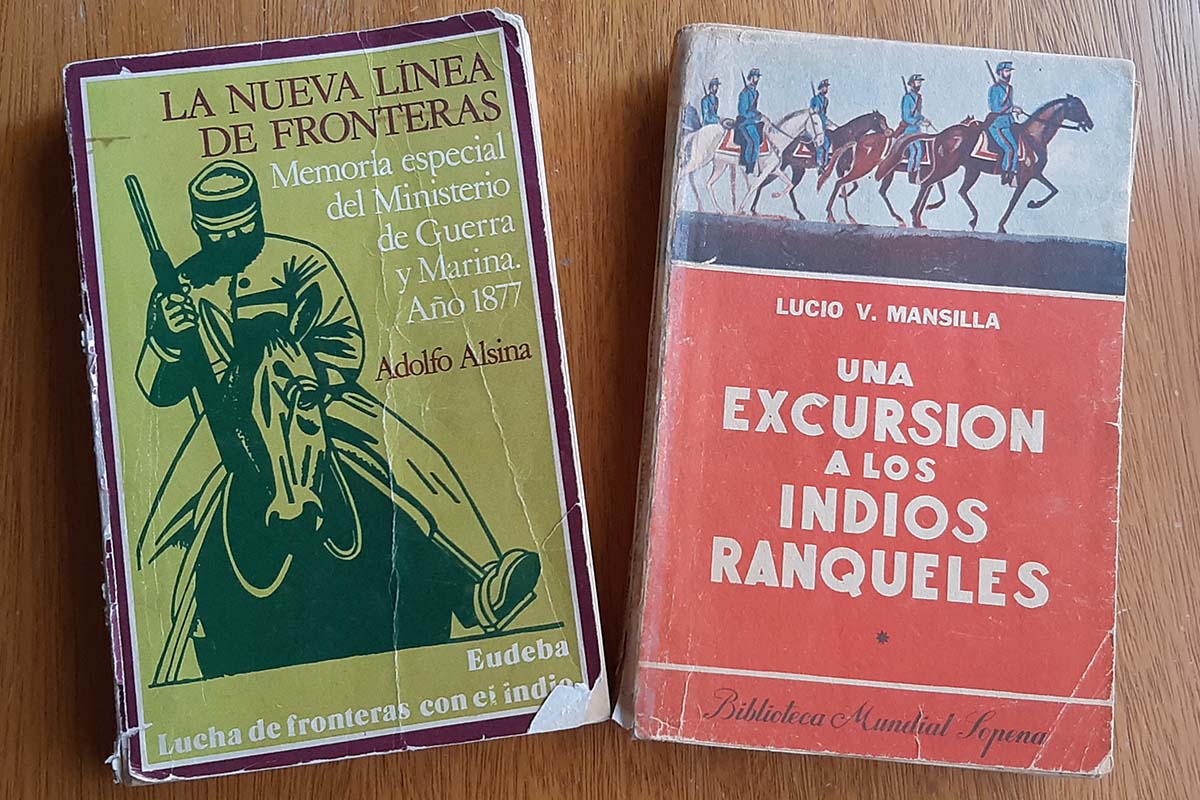 LA NUEVA LÍNEA
DE FRONTERAS
Memoria especial
del Ministerio
de Guerra
y Marina.
Año 1877
Adolfo Alsina
Eudeba
Lucha de fronteras con el indio
LUCIO V. MANSILLA
UNA
EXCURSION
A LOS
INDIOS
RANQUELES
*
Biblioteca Mundial Sopena